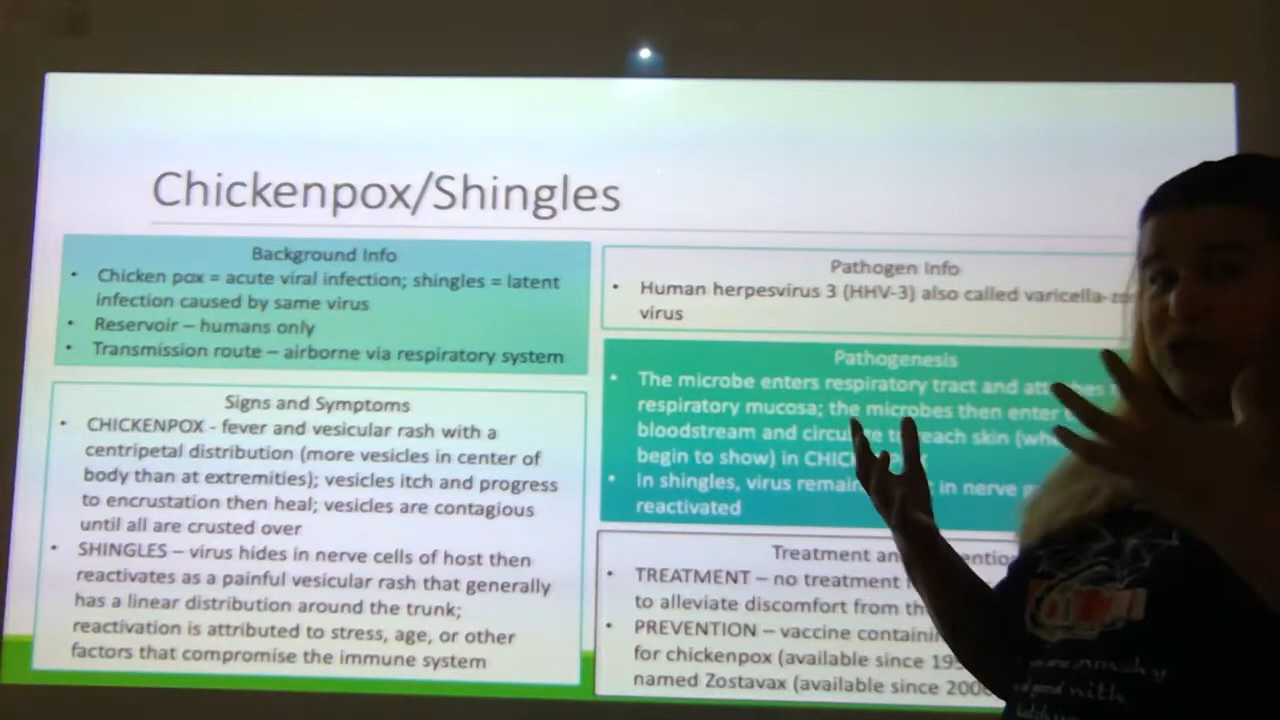 Chickenpox/Shingles
Background Info
• Chicken pox = acute viral infection; shingles = latent
infection caused by same virus
• Reservoir – humans only
• Transmission route – airborne via respiratory system
Signs and Symptoms
• CHICKENPOX - fever and vesicular rash with a
centripetal distribution (more vesicles in center of
body than at extremities); vesicles itch and progress
to encrustation then heal; vesicles are contagious
until all are crusted over
• SHINGLES – virus hides in nerve cells of host then
reactivates as a painful vesicular rash that generally
has a linear distribution around the trunk;
reactivation is attributed to stress, age, or other
factors that compromise the immune system
Pathogen Info
• Human herpesvirus 3 (HHV-3) also called
virus
Pathogenesis
• The microbe enters respiratory tract and
respiratory mucosa; the microbes then enter
bloodstream and reach skin
begin to show) in
• In shingles, virus in nerve
reactivated
Treatment
• TREATMENT – no treatment
to alleviate discomfort from
• PREVENTION – vaccine
for chickenpox (available since
named Zostavax (available since
with